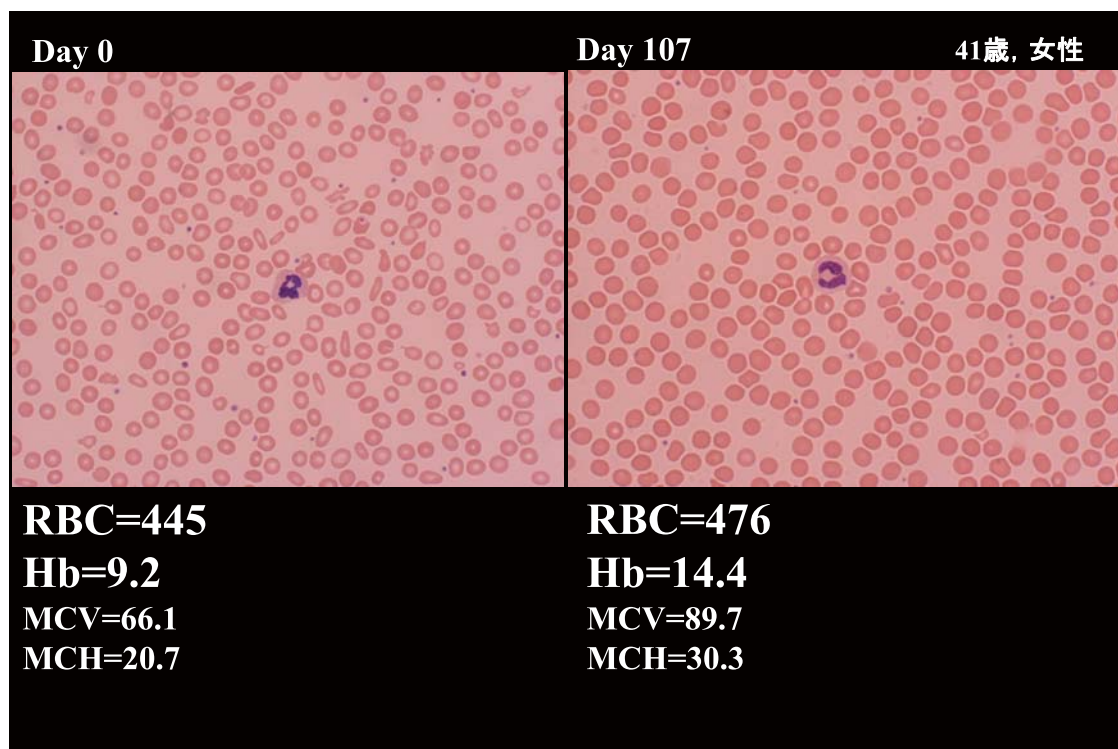 Day 0
Day 107
41歳, 女性
RBC=445
Hb=9.2
MCV=66.1
MCH=20.7
RBC=476
Hb=14.4
MCV=89.7
MCH=30.3